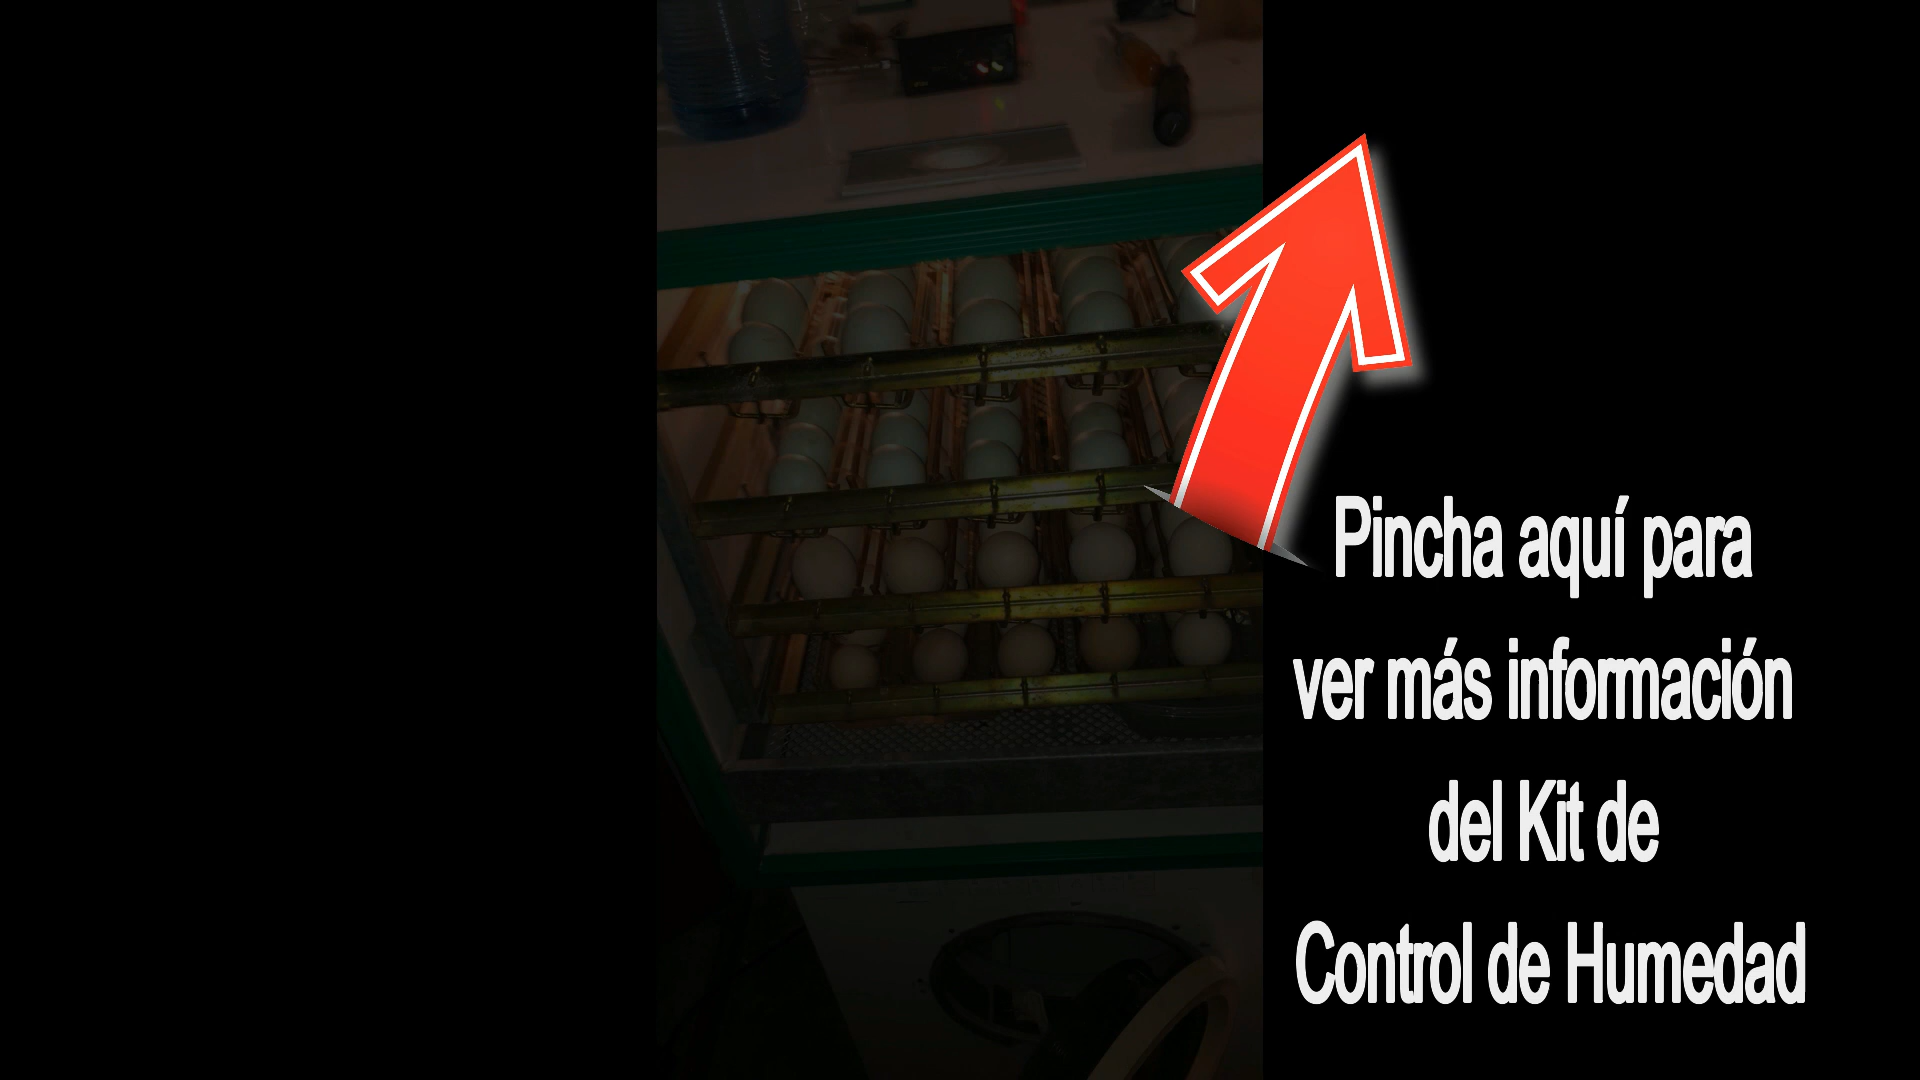 Pincha aquí para
ver más información
del Kit de
Control de Humedad